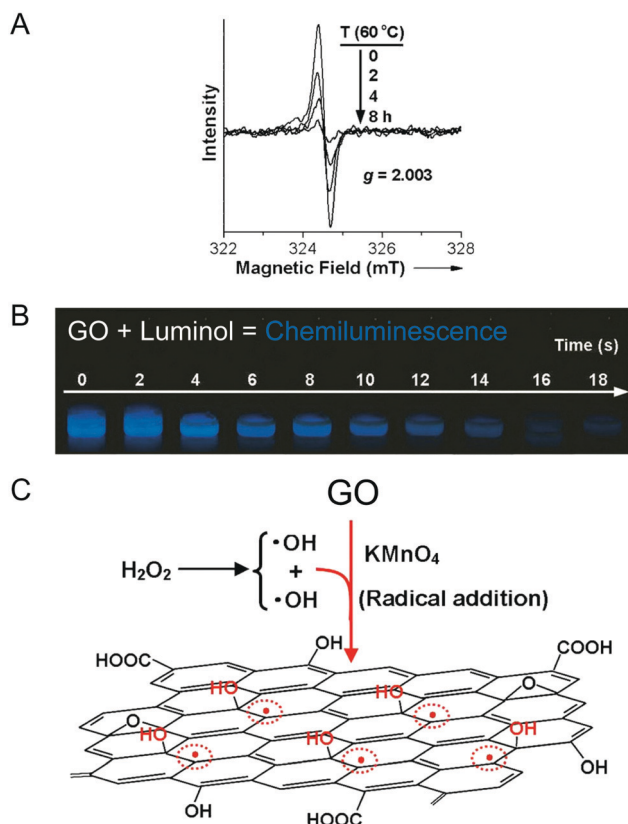 A
T (60 °C)
0
2
4
8 h
Intensity
g = 2.003
322 324 326 328
Magnetic Field (mT)
B
GO + Luminol = Chemiluminescence
Time (s)
0 2 4 6 8 10 12 14 16 18
C
GO
H₂O₂
·OH
+
·OH
KMnO₄
(Radical addition)
OH
HOOC
COOH
HO
HO
O
O
HO
HO
OH
OH
OH
HOOC